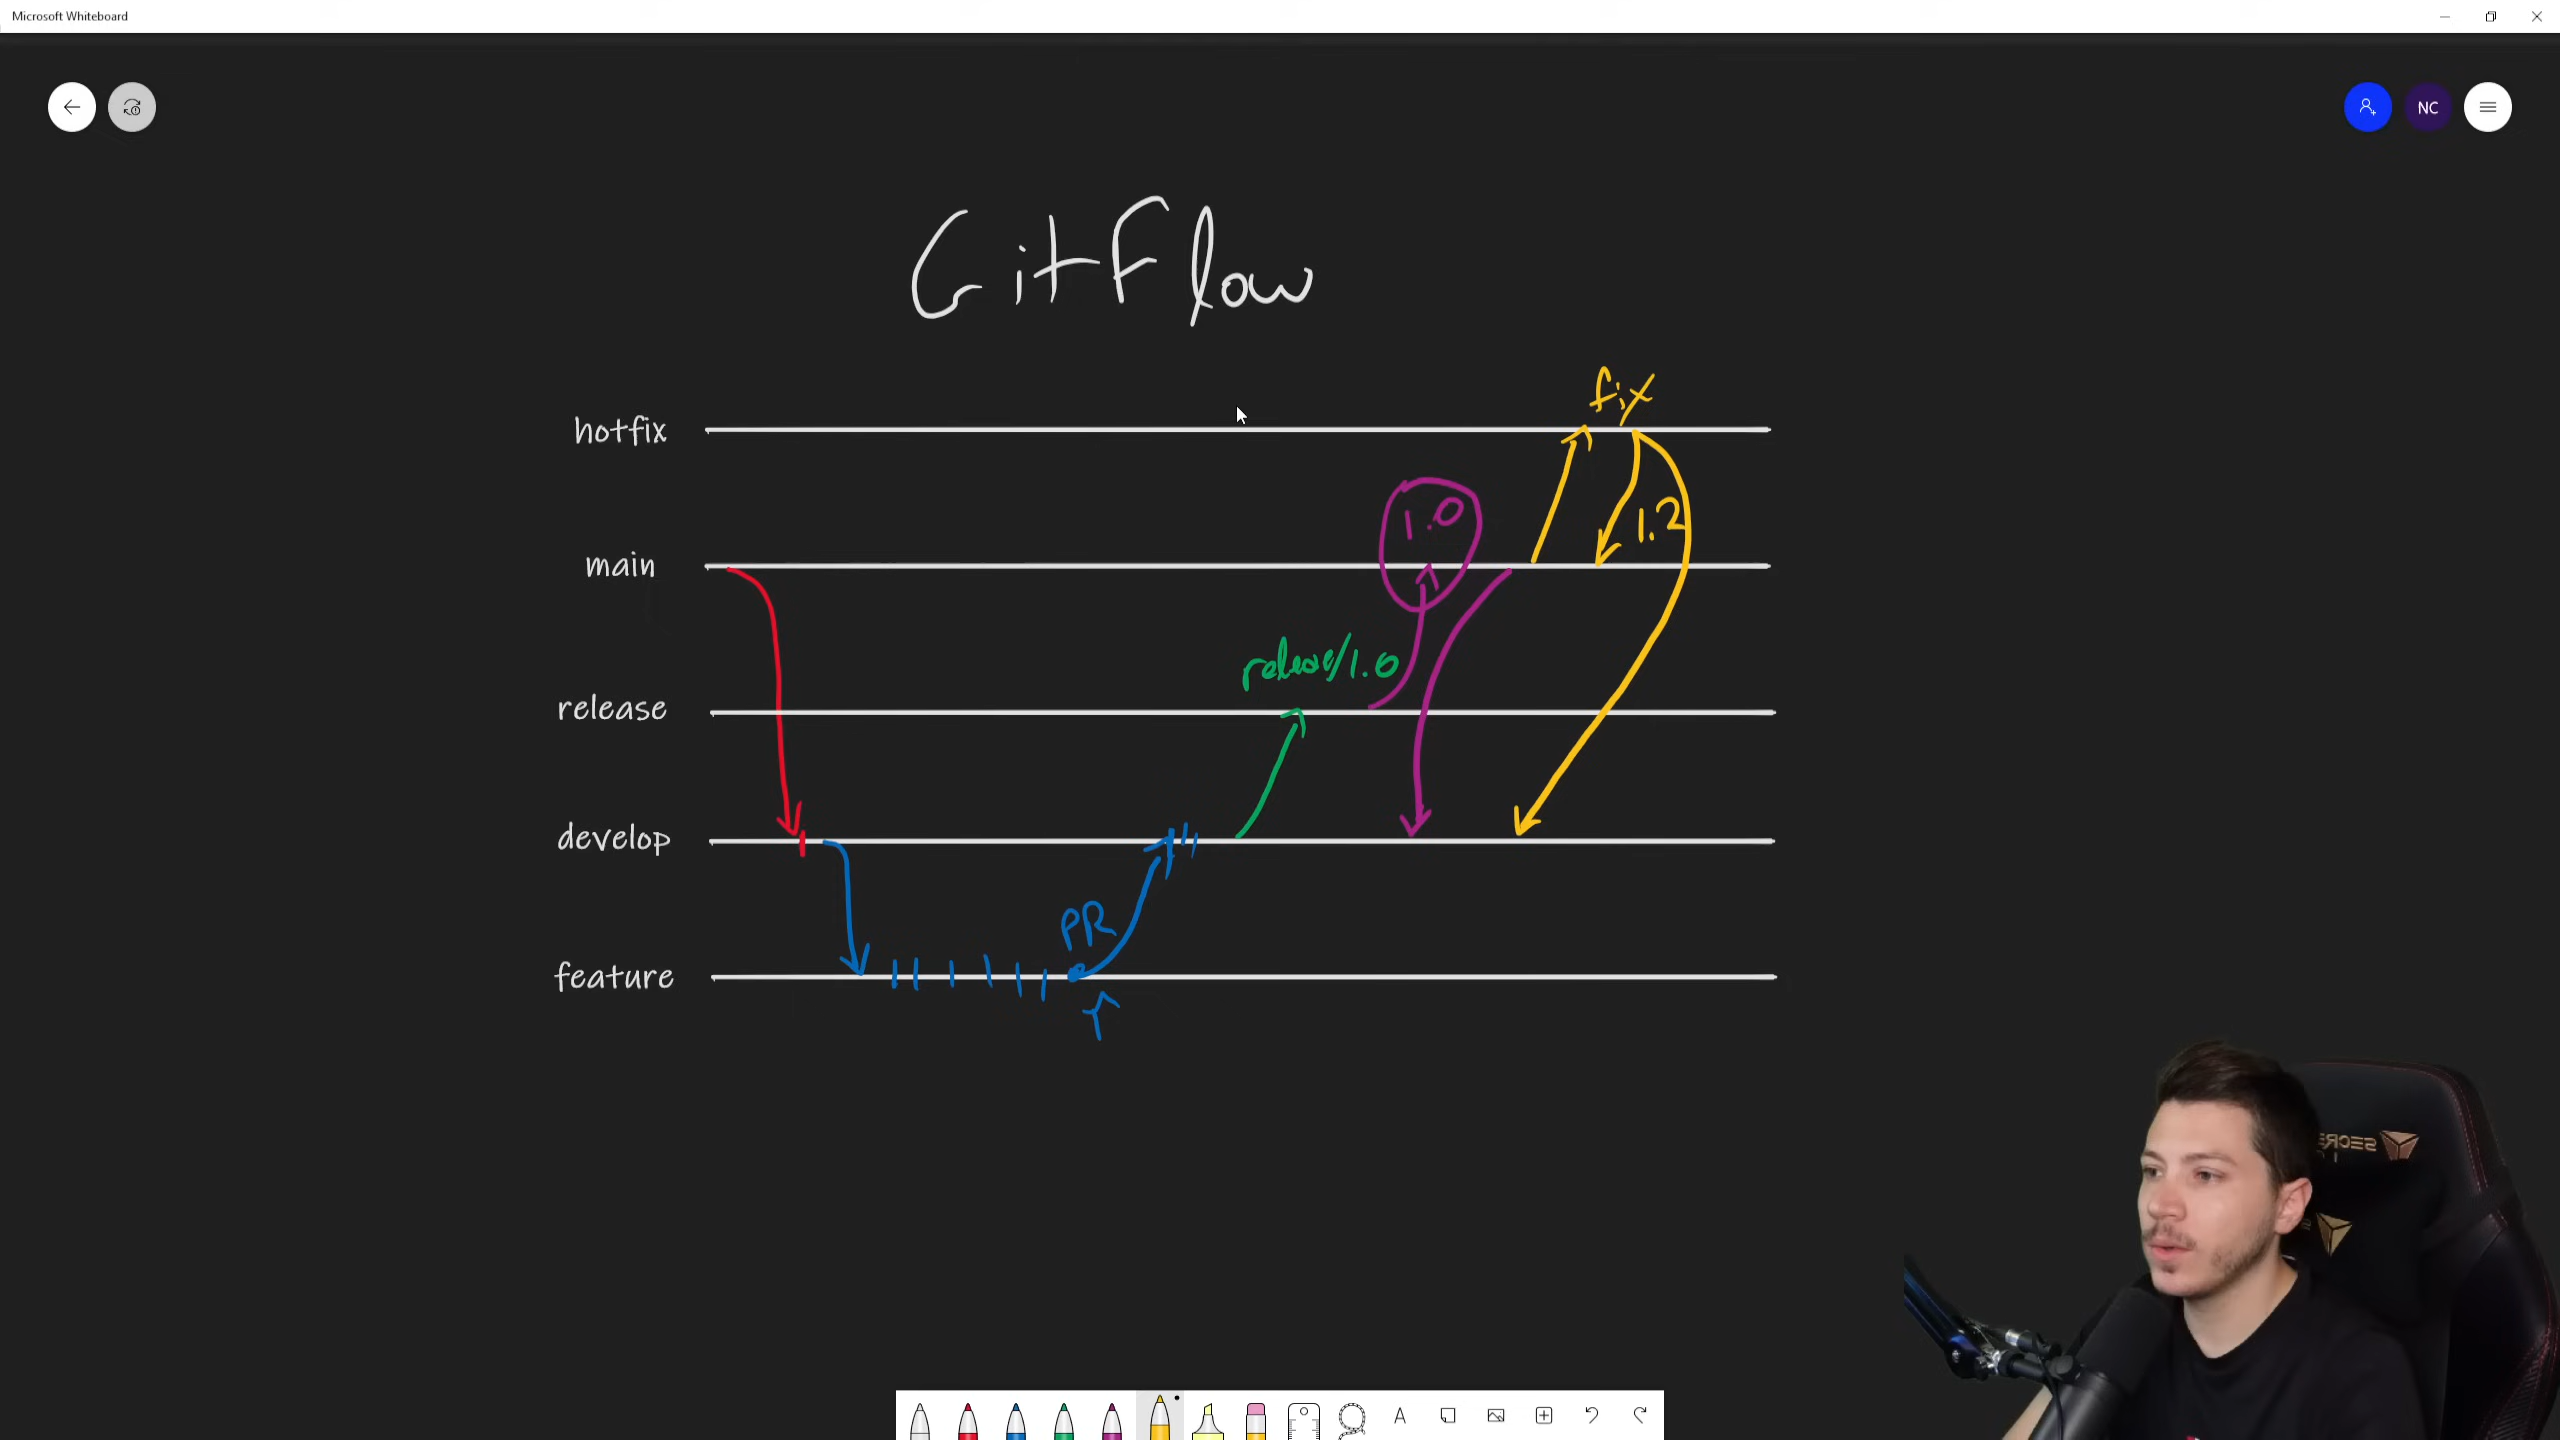 Microsoft Whiteboard
NC
GitFlow
fix
hotfix
1.0
1.2
main
release/1.0
release
develop
PR
feature
A